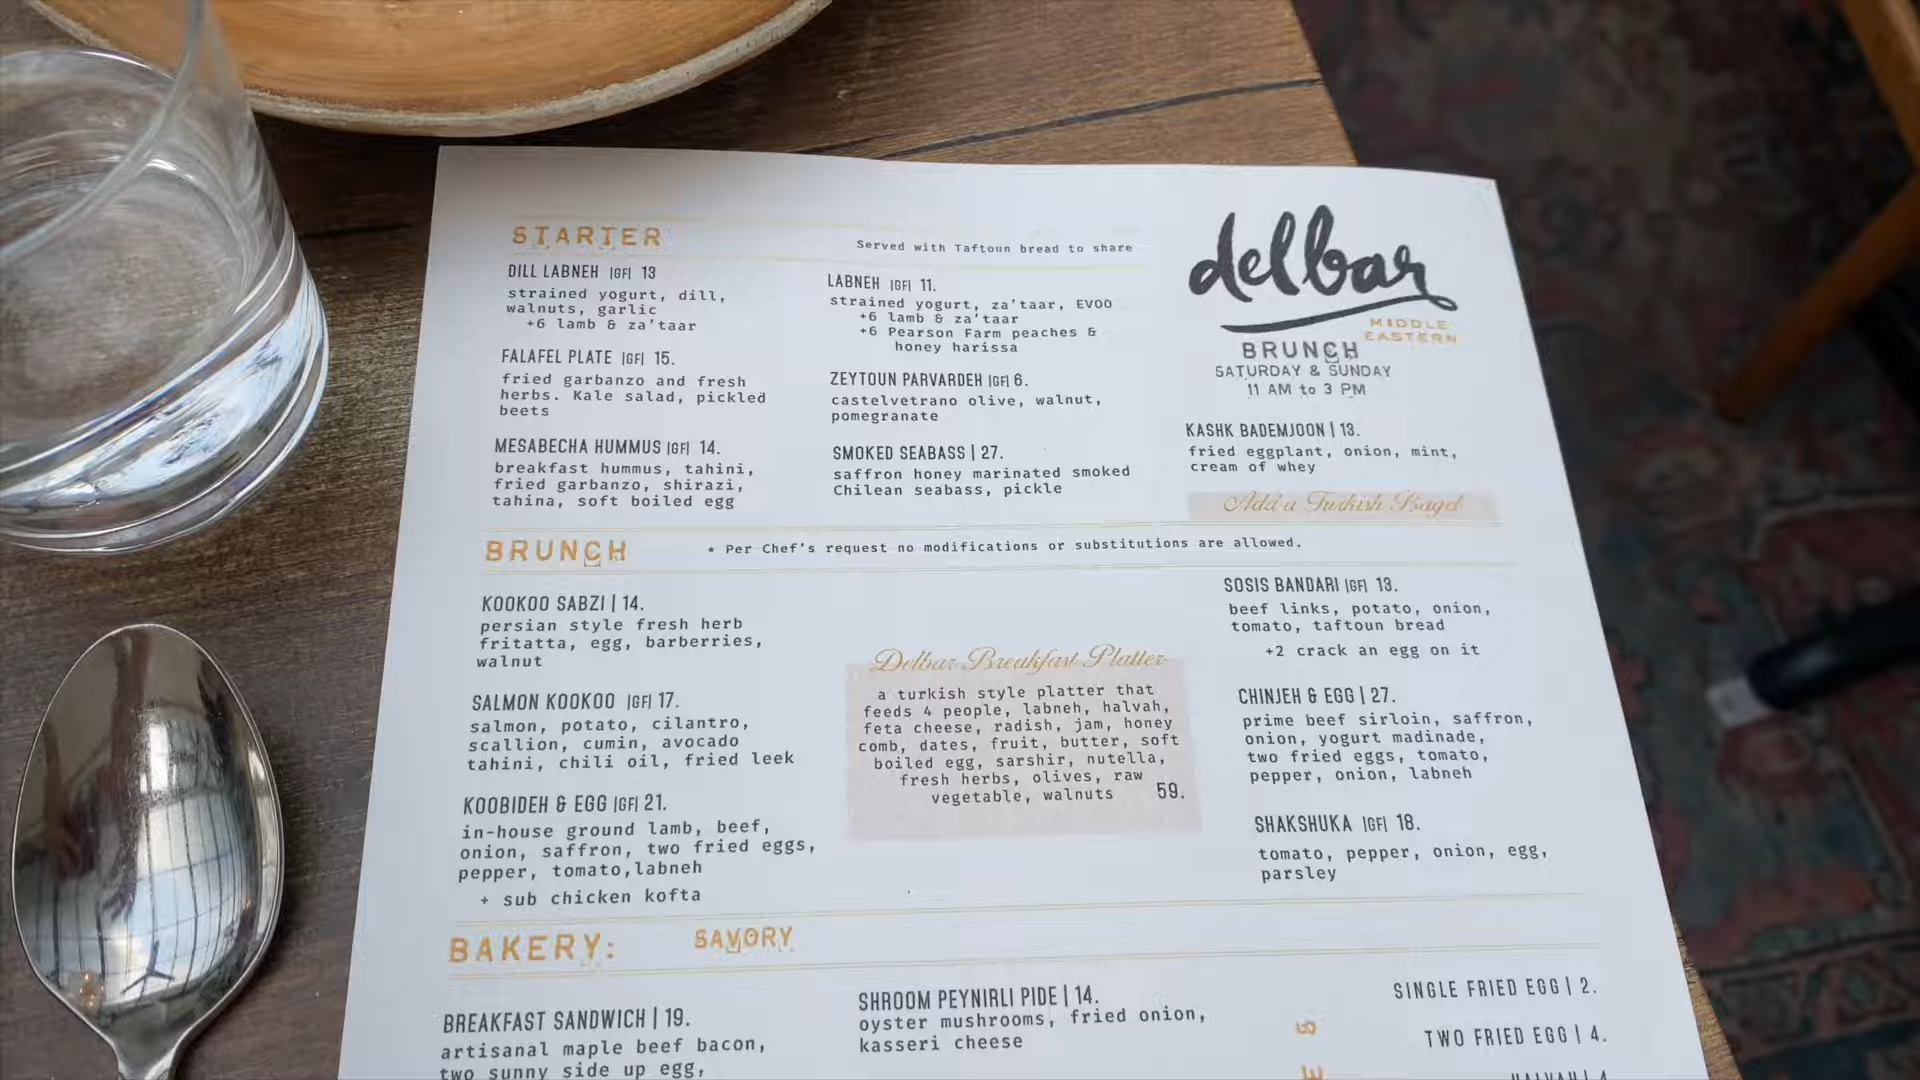 STARTER
Served with Taftoun bread to share
DILL LABNEH |GF| 13
strained yogurt, dill,
walnuts, garlic
+6 lamb & za'taar
FALAFEL PLATE |GF| 15.
fried garbanzo and fresh
herbs. Kale salad, pickled
beets
MESABECHA HUMMUS |GF| 14.
breakfast hummus, tahini,
fried garbanzo, shirazi,
tahina, soft boiled egg
LABNEH |GF| 11.
strained yogurt, za'taar, EVOO
+6 lamb & za'taar
+6 Pearson Farm peaches &
honey harissa
ZEYTOUN PARVARDEH |GF| 6.
castelvetrano olive, walnut,
pomegranate
SMOKED SEABASS | 27.
saffron honey marinated smoked
Chilean seabass, pickle
delbar
MIDDLE
EASTERN
BRUNCH
SATURDAY & SUNDAY
11 AM to 3 PM
KASHK BADEMJOON | 13.
fried eggplant, onion, mint,
cream of whey
Add a Turkish Bagel
BRUNCH
* Per Chef's request no modifications or substitutions are allowed.
KOOKOO SABZI | 14.
persian style fresh herb
fritatta, egg, barberries,
walnut
SALMON KOOKOO |GF| 17.
salmon, potato, cilantro,
scallion, cumin, avocado
tahini, chili oil, fried leek
KOOBIDEH & EGG |GF| 21.
in-house ground lamb, beef,
onion, saffron, two fried eggs,
pepper, tomato,labneh
+ sub chicken kofta
Delbar Breakfast Platter
a turkish style platter that
feeds 4 people, labneh, halvah,
feta cheese, radish, jam, honey
comb, dates, fruit, butter, soft
boiled egg, sarshir, nutella,
fresh herbs, olives, raw
vegetable, walnuts 59.
SOSIS BANDARI |GF| 13.
beef links, potato, onion,
tomato, taftoun bread
+2 crack an egg on it
CHINJEH & EGG | 27.
prime beef sirloin, saffron,
onion, yogurt madinade,
two fried eggs, tomato,
pepper, onion, labneh
SHAKSHUKA |GF| 18.
tomato, pepper, onion, egg,
parsley
BAKERY: SAVORY
BREAKFAST SANDWICH | 19.
artisanal maple beef bacon,
two sunny side up egg,
SHROOM PEYNIRLI PIDE | 14.
oyster mushrooms, fried onion,
kasseri cheese
SINGLE FRIED EGG | 2.
TWO FRIED EGG | 4.